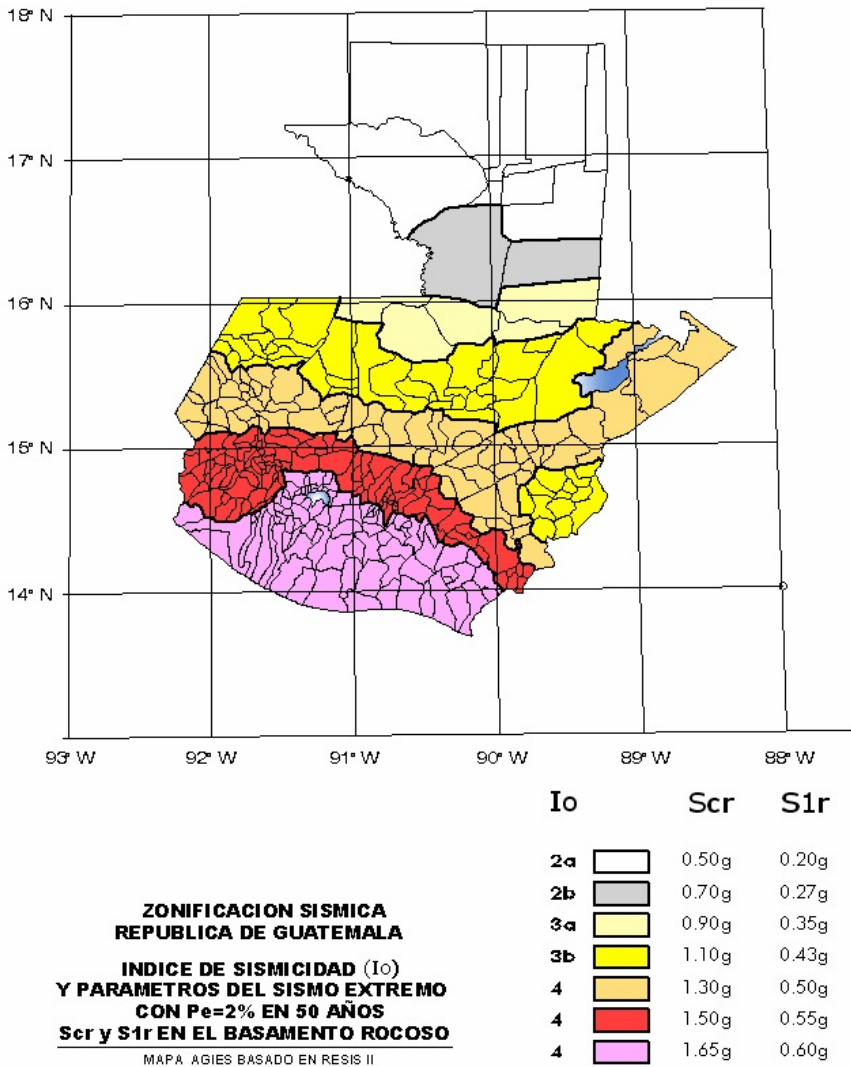 18° N
17° N
16° N
15° N
14° N
93° W 92° W 91° W 90° W 89° W 88° W
Io Scr S1r
2a 0.50g 0.20g
2b 0.70g 0.27g
3a 0.90g 0.35g
3b 1.10g 0.43g
4 1.30g 0.50g
4 1.50g 0.55g
4 1.65g 0.60g
ZONIFICACION SISMICA
REPUBLICA DE GUATEMALA
INDICE DE SISMICIDAD (Io)
Y PARAMETROS DEL SISMO EXTREMO
CON Pe=2% EN 50 AÑOS
Scr y S1r EN EL BASAMENTO ROCOSO
MAPA AGIES BASADO EN RESIS II